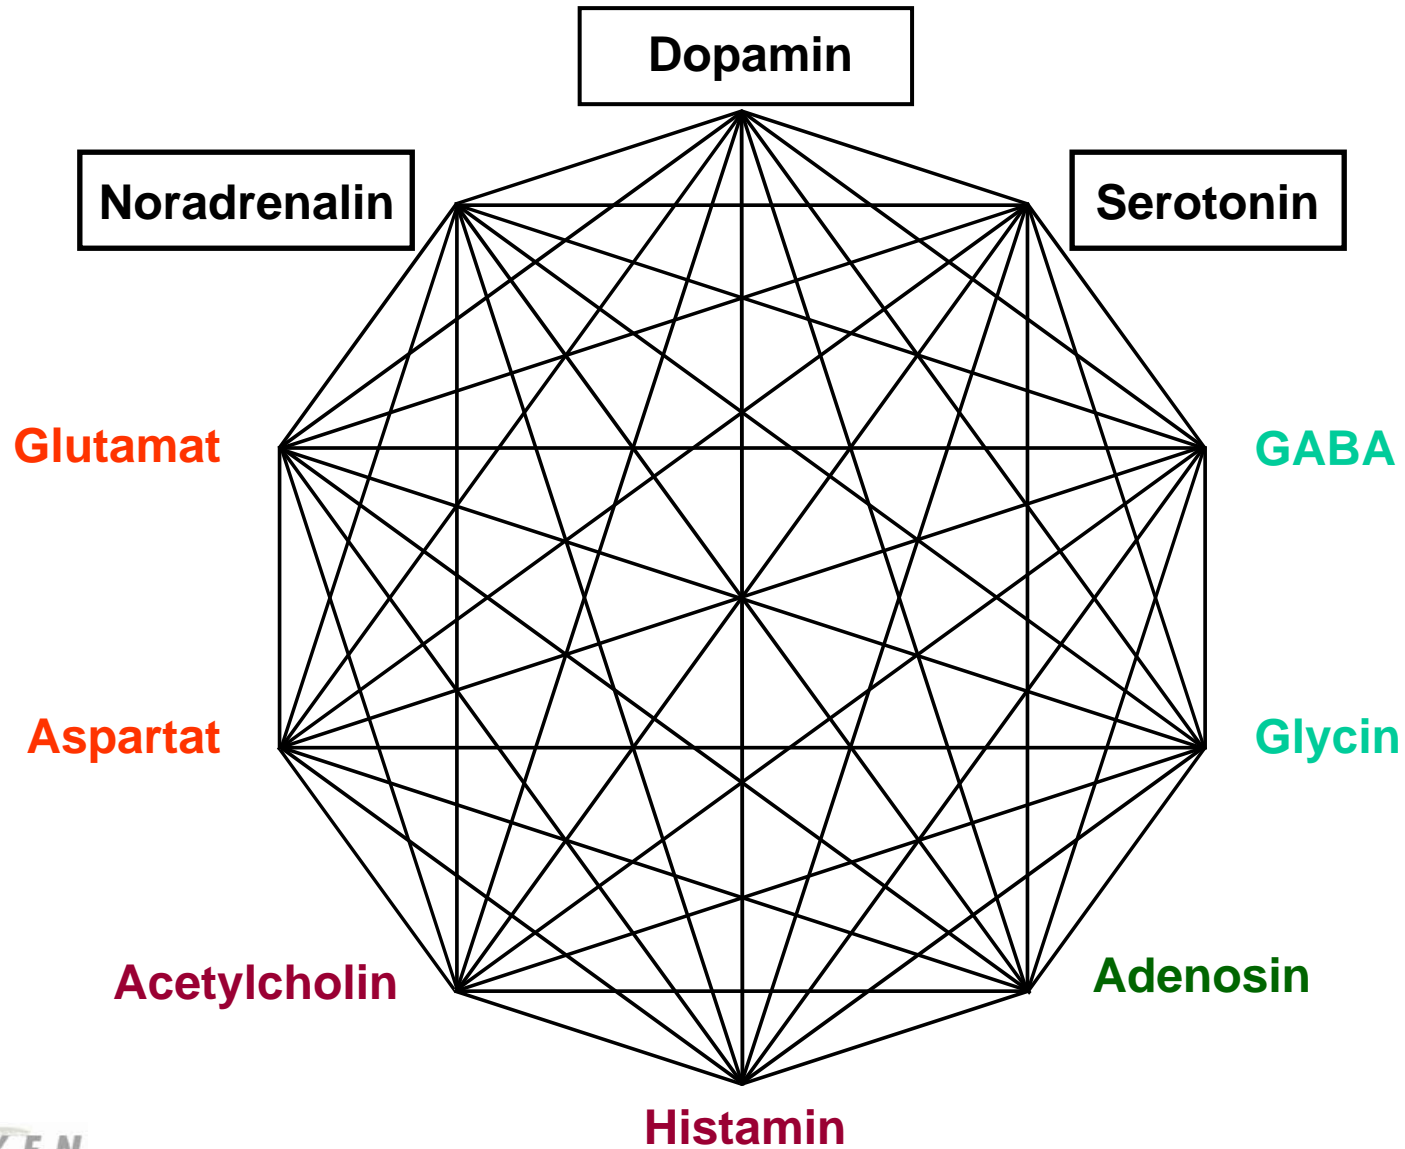 Dopamin
Noradrenalin
Serotonin
Glutamat
GABA
Aspartat
Glycin
Acetylcholin
Adenosin
Histamin